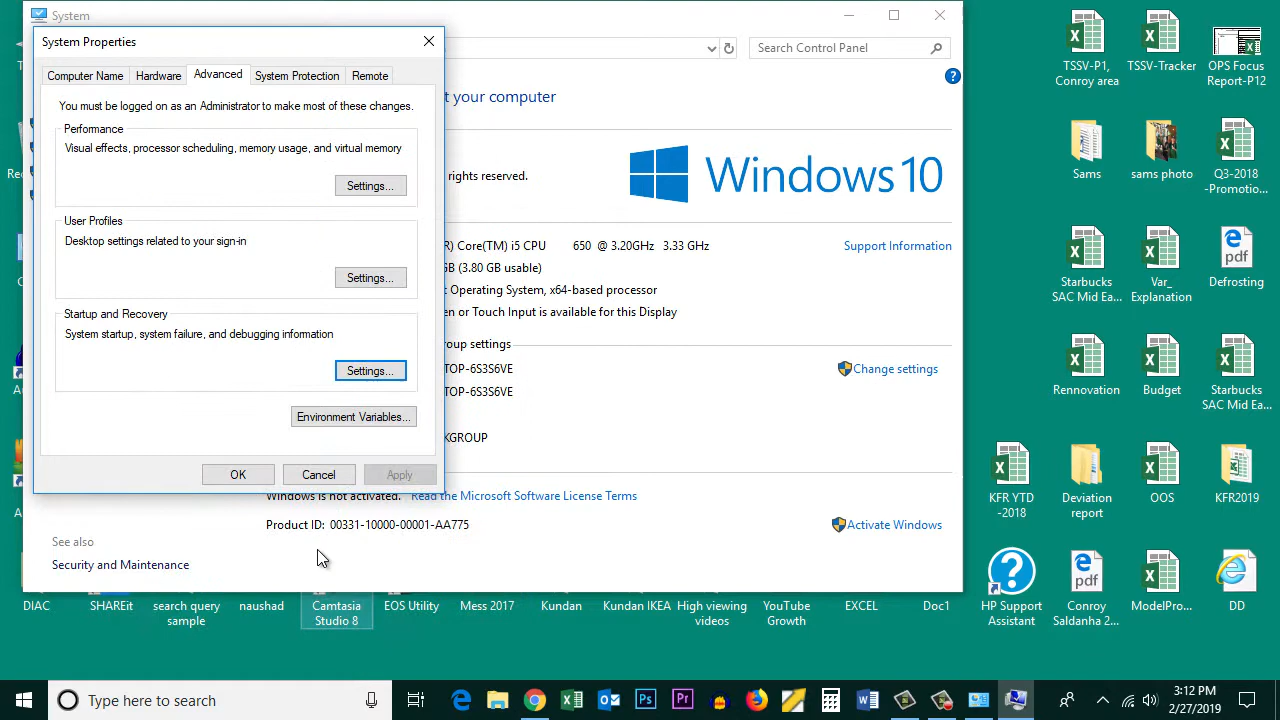 System
System Properties
Search Control Panel
Computer Name
Hardware
Advanced
System Protection
Remote
You must be logged on as an Administrator to make most of these changes.
Performance
Visual effects, processor scheduling, memory usage, and virtual memory
Settings...
User Profiles
Desktop settings related to your sign-in
Settings...
Startup and Recovery
System startup, system failure, and debugging information
Settings...
Environment Variables...
OK
Cancel
Apply
t your computer
rights reserved.
Windows 10
R) Core(TM) i5 CPU 650 @ 3.20GHz 3.33 GHz
GB (3.80 GB usable)
t Operating System, x64-based processor
en or Touch Input is available for this Display
Support Information
oup settings
TOP-6S3S6VE
Change settings
TOP-6S3S6VE
KGROUP
Windows is not activated. Read the Microsoft Software License Terms
Product ID: 00331-10000-00001-AA775
Activate Windows
See also
Security and Maintenance
TSSV-P1,
Conroy area
TSSV-Tracker
OPS Focus
Report-P12
Sams
sams photo
Q3-2018
-Promotio...
Starbucks
SAC Mid Ea...
Var_
Explanation
Defrosting
Rennovation
Budget
Starbucks
SAC Mid Ea...
KFR YTD
-2018
Deviation
report
OOS
KFR2019
HP Support
Assistant
Conroy
Saldanha 2...
ModelPro...
DD
DIAC
SHAREit
search query
sample
naushad
Camtasia
Studio 8
EOS Utility
Mess 2017
Kundan
Kundan IKEA
High viewing
videos
YouTube
Growth
EXCEL
Doc1
Type here to search
3:12 PM
2/27/2019